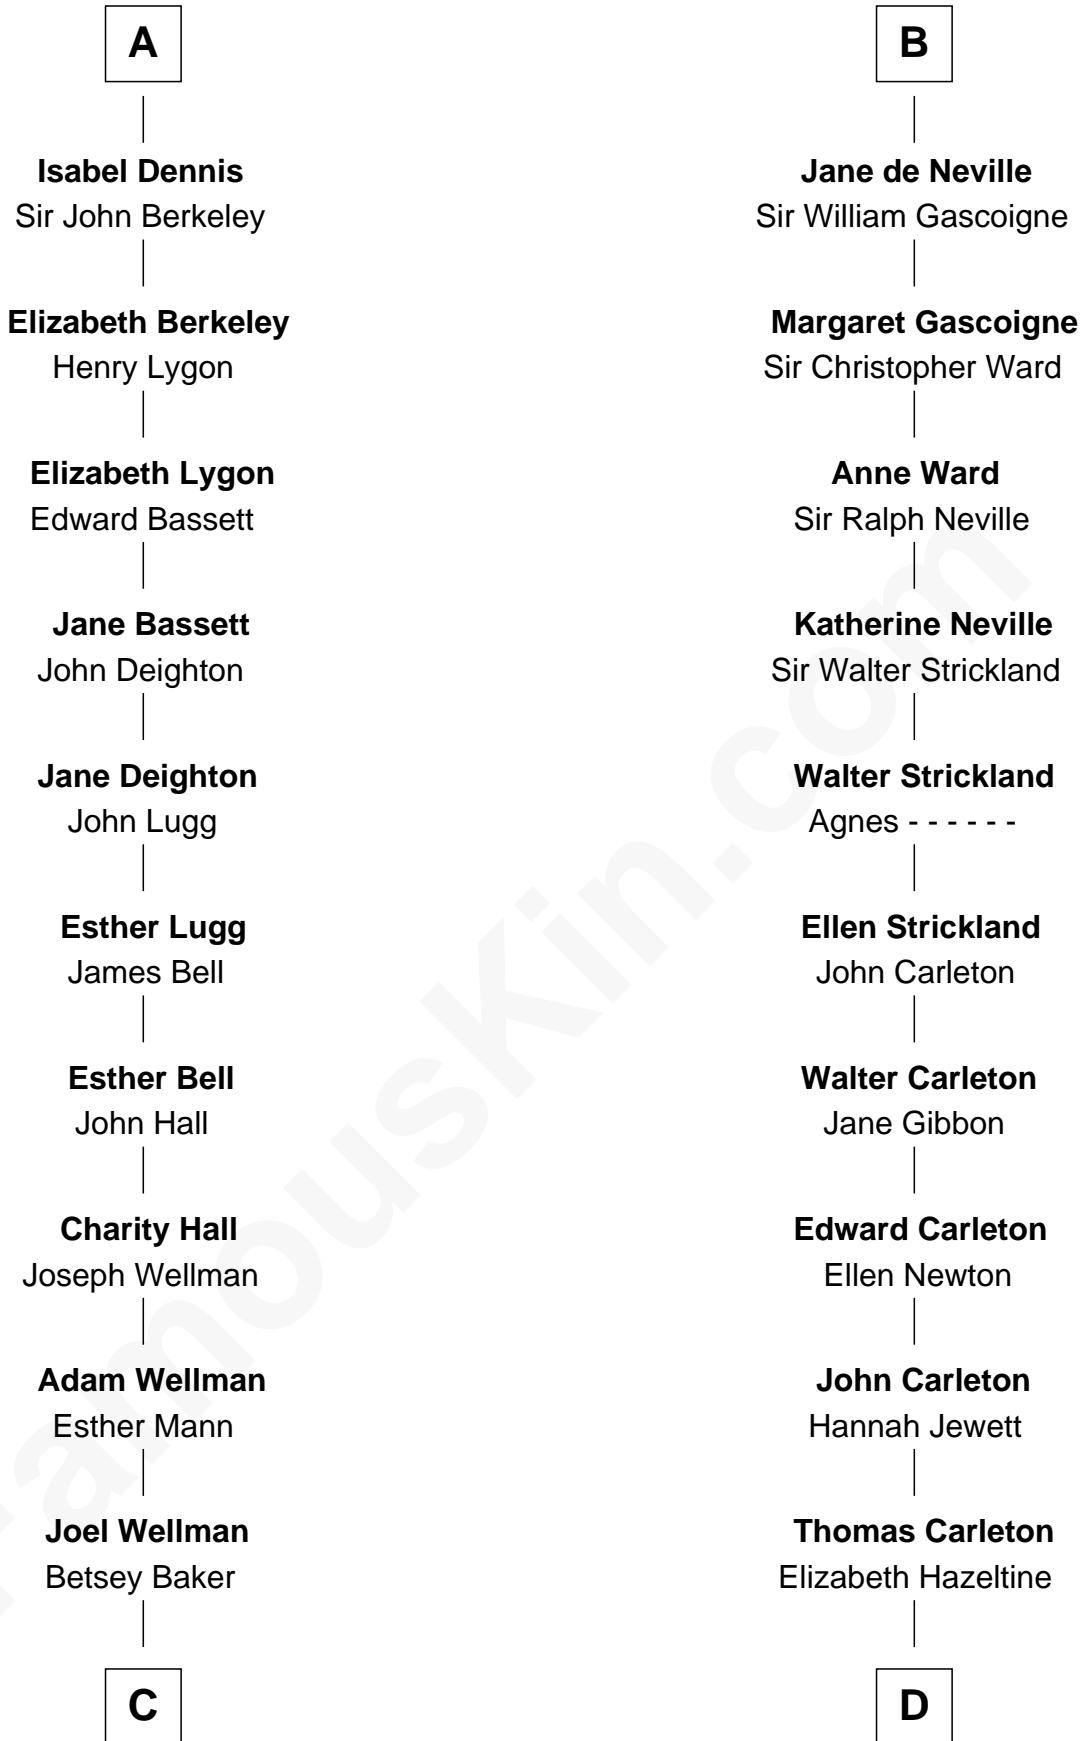 A
Isabel Dennis
Sir John Berkeley
Elizabeth Berkeley
Henry Lygon
Elizabeth Lygon
Edward Bassett
Jane Bassett
John Deighton
Jane Deighton
John Lugg
Esther Lugg
James Bell
Esther Bell
John Hall
Charity Hall
Joseph Wellman
Adam Wellman
Esther Mann
Joel Wellman
Betsey Baker
C
B
Jane de Neville
Sir William Gascoigne
Margaret Gascoigne
Sir Christopher Ward
Anne Ward
Sir Ralph Neville
Katherine Neville
Sir Walter Strickland
Walter Strickland
Agnes - - - - - -
Ellen Strickland
John Carleton
Walter Carleton
Jane Gibbon
Edward Carleton
Ellen Newton
John Carleton
Hannah Jewett
Thomas Carleton
Elizabeth Hazeltine
D
FamousKin.com